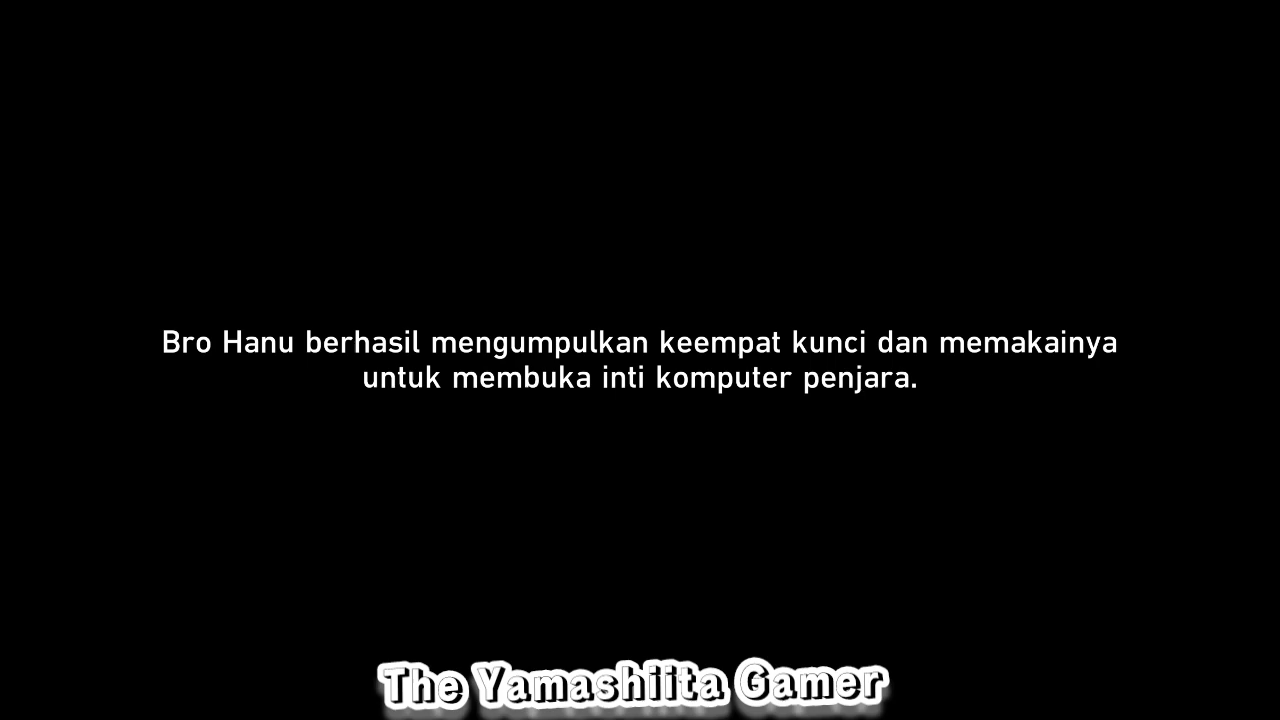 Bro Hanu berhasil mengumpulkan keempat kunci dan memakainya
untuk membuka inti komputer penjara.
The Yamashiita Gamer